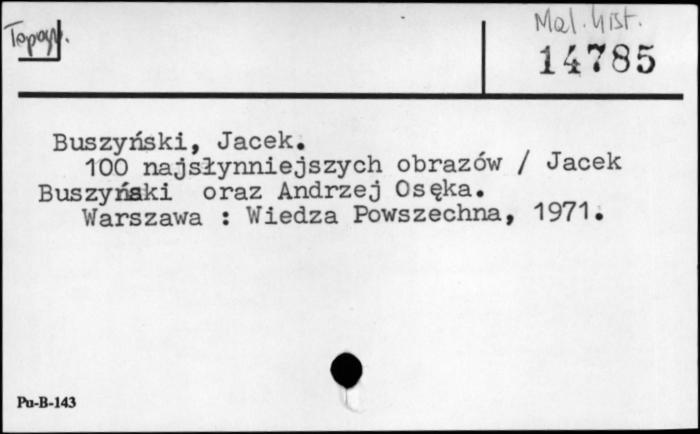 Topogr.
Mal. hist.
14785
Buszyński, Jacek.
100 najsłynniejszych obrazów / Jacek
Buszyński oraz Andrzej Osęka.
Warszawa : Wiedza Powszechna, 1971.
Pu-B-143